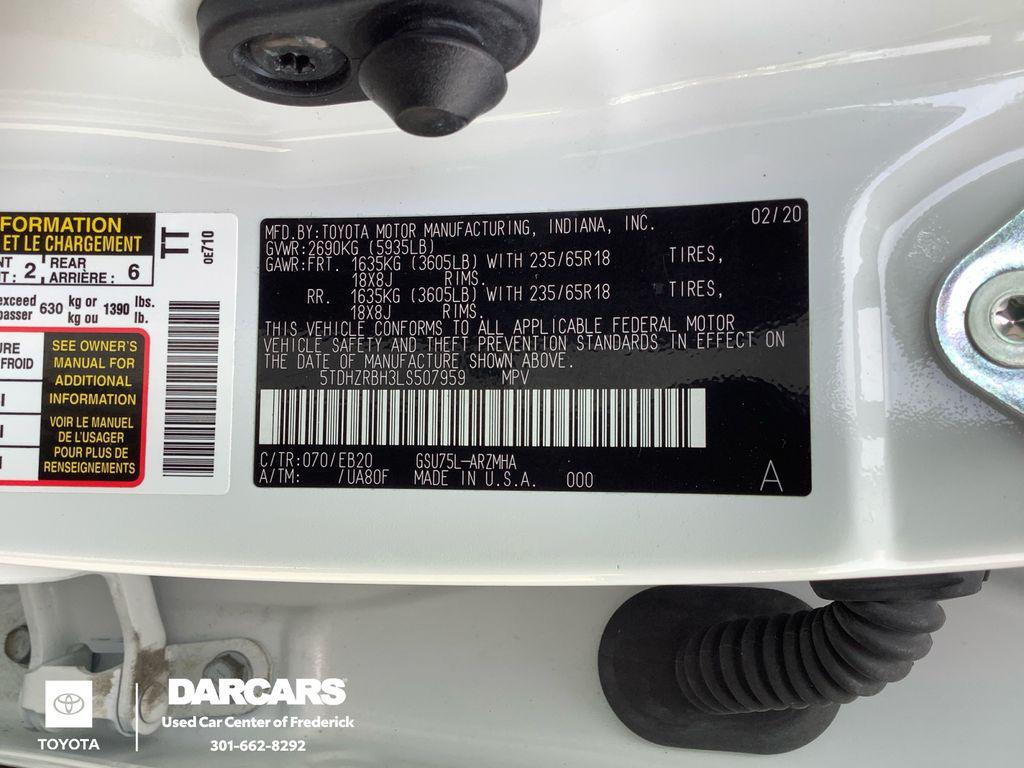 FORMATION
ET LE CHARGEMENT
NT : 2 REAR ARRIÈRE : 6
exceed 630 kg or 1390 lbs.
passer kg ou lb.
URE
FROID
SEE OWNER'S
MANUAL FOR
ADDITIONAL
INFORMATION
VOIR LE MANUEL
DE L'USAGER
POUR PLUS DE
RENSEIGNEMENTS
TT
0E710
MFD.BY:TOYOTA MOTOR MANUFACTURING, INDIANA, INC. 02/20
GVWR:2690KG (5935LB)
GAWR:FRT. 1635KG (3605LB) WITH 235/65R18 TIRES,
18X8J RIMS.
RR. 1635KG (3605LB) WITH 235/65R18 TIRES,
18X8J RIMS.
THIS VEHICLE CONFORMS TO ALL APPLICABLE FEDERAL MOTOR
VEHICLE SAFETY AND THEFT PREVENTION STANDARDS IN EFFECT ON
THE DATE OF MANUFACTURE SHOWN ABOVE.
5TDHZRBH3LS507959 MPV
C/TR:070/EB20 GSU75L-ARZMHA
A/TM: /UA80F MADE IN U.S.A. 000
A
TOYOTA
DARCARS
Used Car Center of Frederick
301-662-8292